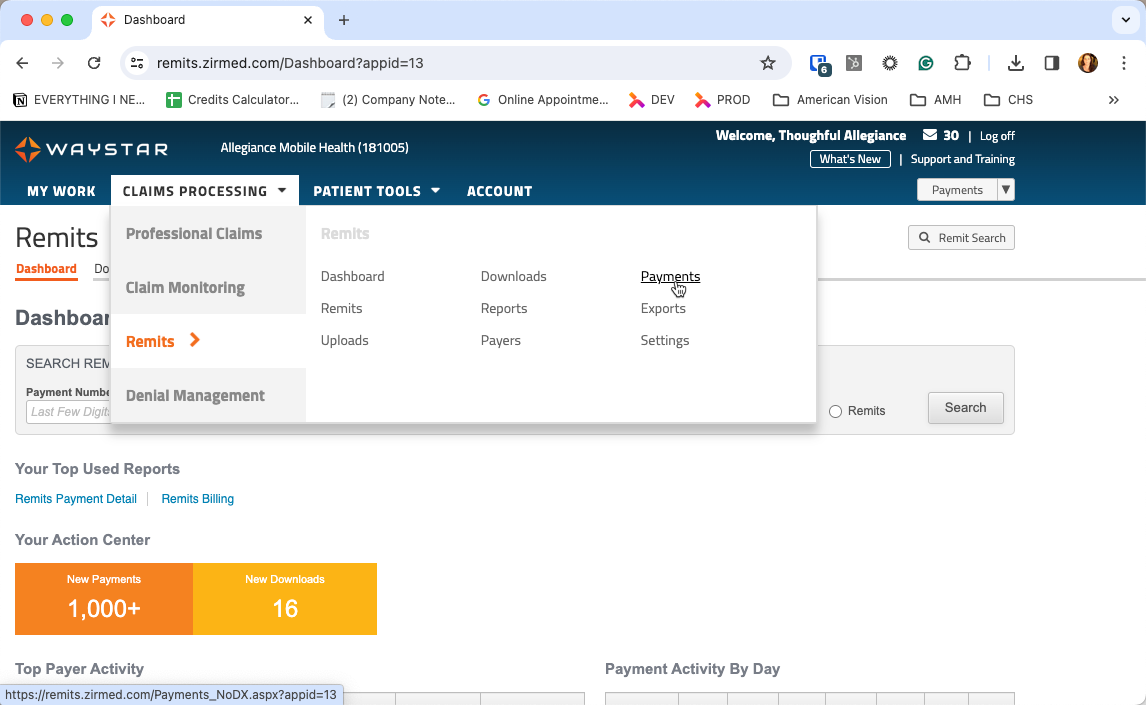 Dashboard
remits.zirmed.com/Dashboard?appid=13
6
EVERYTHING I NE...
Credits Calculator...
(2) Company Note...
Online Appointme...
DEV
PROD
American Vision
AMH
CHS
WAYSTAR
Allegiance Mobile Health (181005)
Welcome, Thoughtful Allegiance
30 | Log off
What's New | Support and Training
MY WORK
CLAIMS PROCESSING
PATIENT TOOLS
ACCOUNT
Payments
Remits
Remit Search
Dashboard
Do
Professional Claims
Claim Monitoring
Remits
Denial Management
Remits
Dashboard
Downloads
Payments
Remits
Reports
Exports
Uploads
Payers
Settings
Dashboar
SEARCH REM
Payment Numbe
Last Few Digit
Remits
Search
Your Top Used Reports
Remits Payment Detail
Remits Billing
Your Action Center
New Payments
1,000+
New Downloads
16
Top Payer Activity
Payment Activity By Day
https://remits.zirmed.com/Payments_NoDX.aspx?appid=13